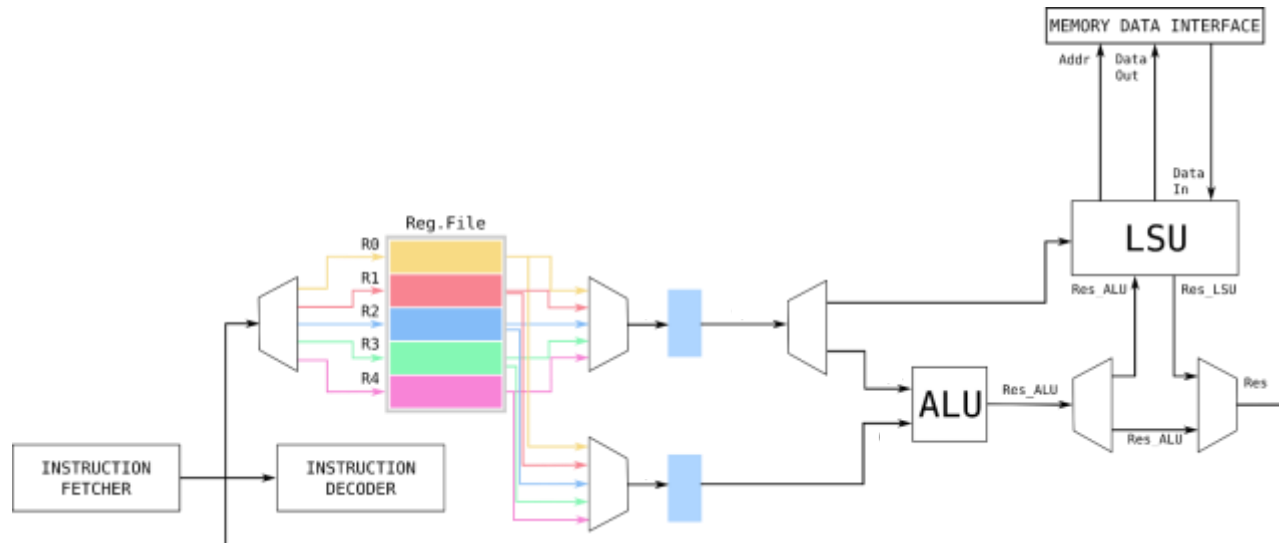 MEMORY DATA INTERFACE
Addr
Data
Out
Data
In
Reg.File
LSU
R0
R1
R2
R3
R4
Res_ALU
Res_LSU
ALU
Res_ALU
Res
Res_ALU
INSTRUCTION
FETCHER
INSTRUCTION
DECODER